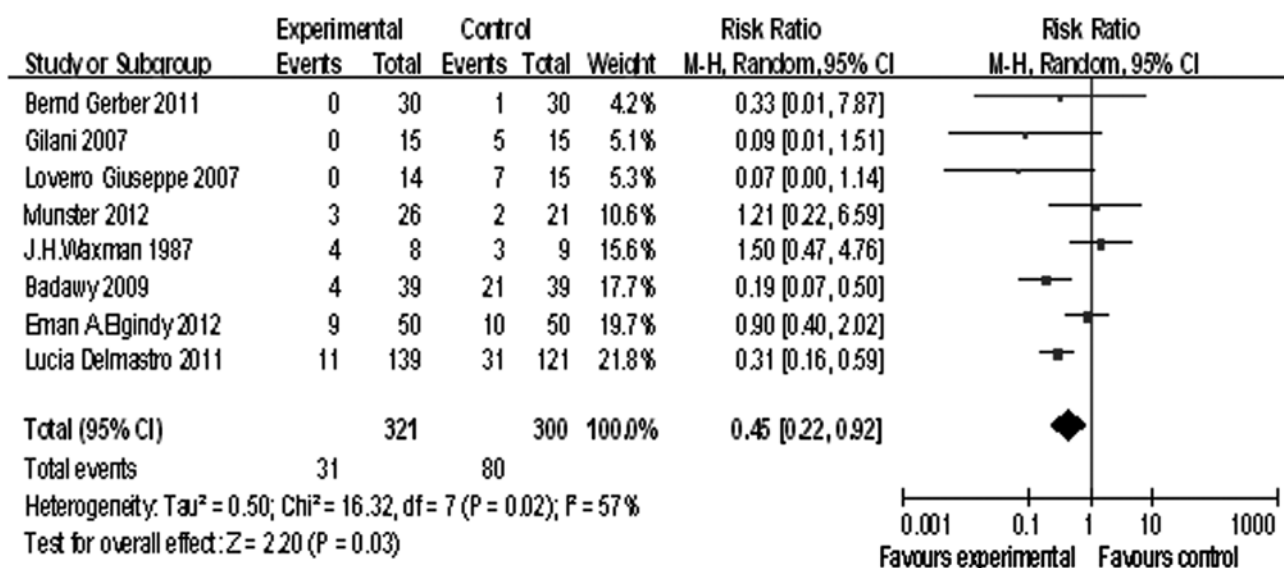 Experimental Control Risk Ratio Risk Ratio
Study or Subgroup Events Total Events Total Weight M-H, Random, 95% CI M-H, Random, 95% CI
Bernd Gerber 2011 0 30 1 30 4.2% 0.33 [0.01, 7.87]
Gilani 2007 0 15 5 15 5.1% 0.09 [0.01, 1.51]
Loverro Giuseppe 2007 0 14 7 15 5.3% 0.07 [0.00, 1.14]
Munster 2012 3 26 2 21 10.6% 1.21 [0.22, 6.59]
J.H.Waxman 1987 4 8 3 9 15.6% 1.50 [0.47, 4.76]
Badawy 2009 4 39 21 39 17.7% 0.19 [0.07, 0.50]
Eman A.Elgindy 2012 9 50 10 50 19.7% 0.90 [0.40, 2.02]
Lucia Delmastro 2011 11 139 31 121 21.8% 0.31 [0.16, 0.59]
Total (95% CI) 321 300 100.0% 0.45 [0.22, 0.92]
Total events 31 80
Heterogeneity: Tau² = 0.50; Chi² = 16.32, df = 7 (P = 0.02); I² = 57%
Test for overall effect: Z = 2.20 (P = 0.03)
0.001 0.1 1 10 1000
Favours experimental Favours control